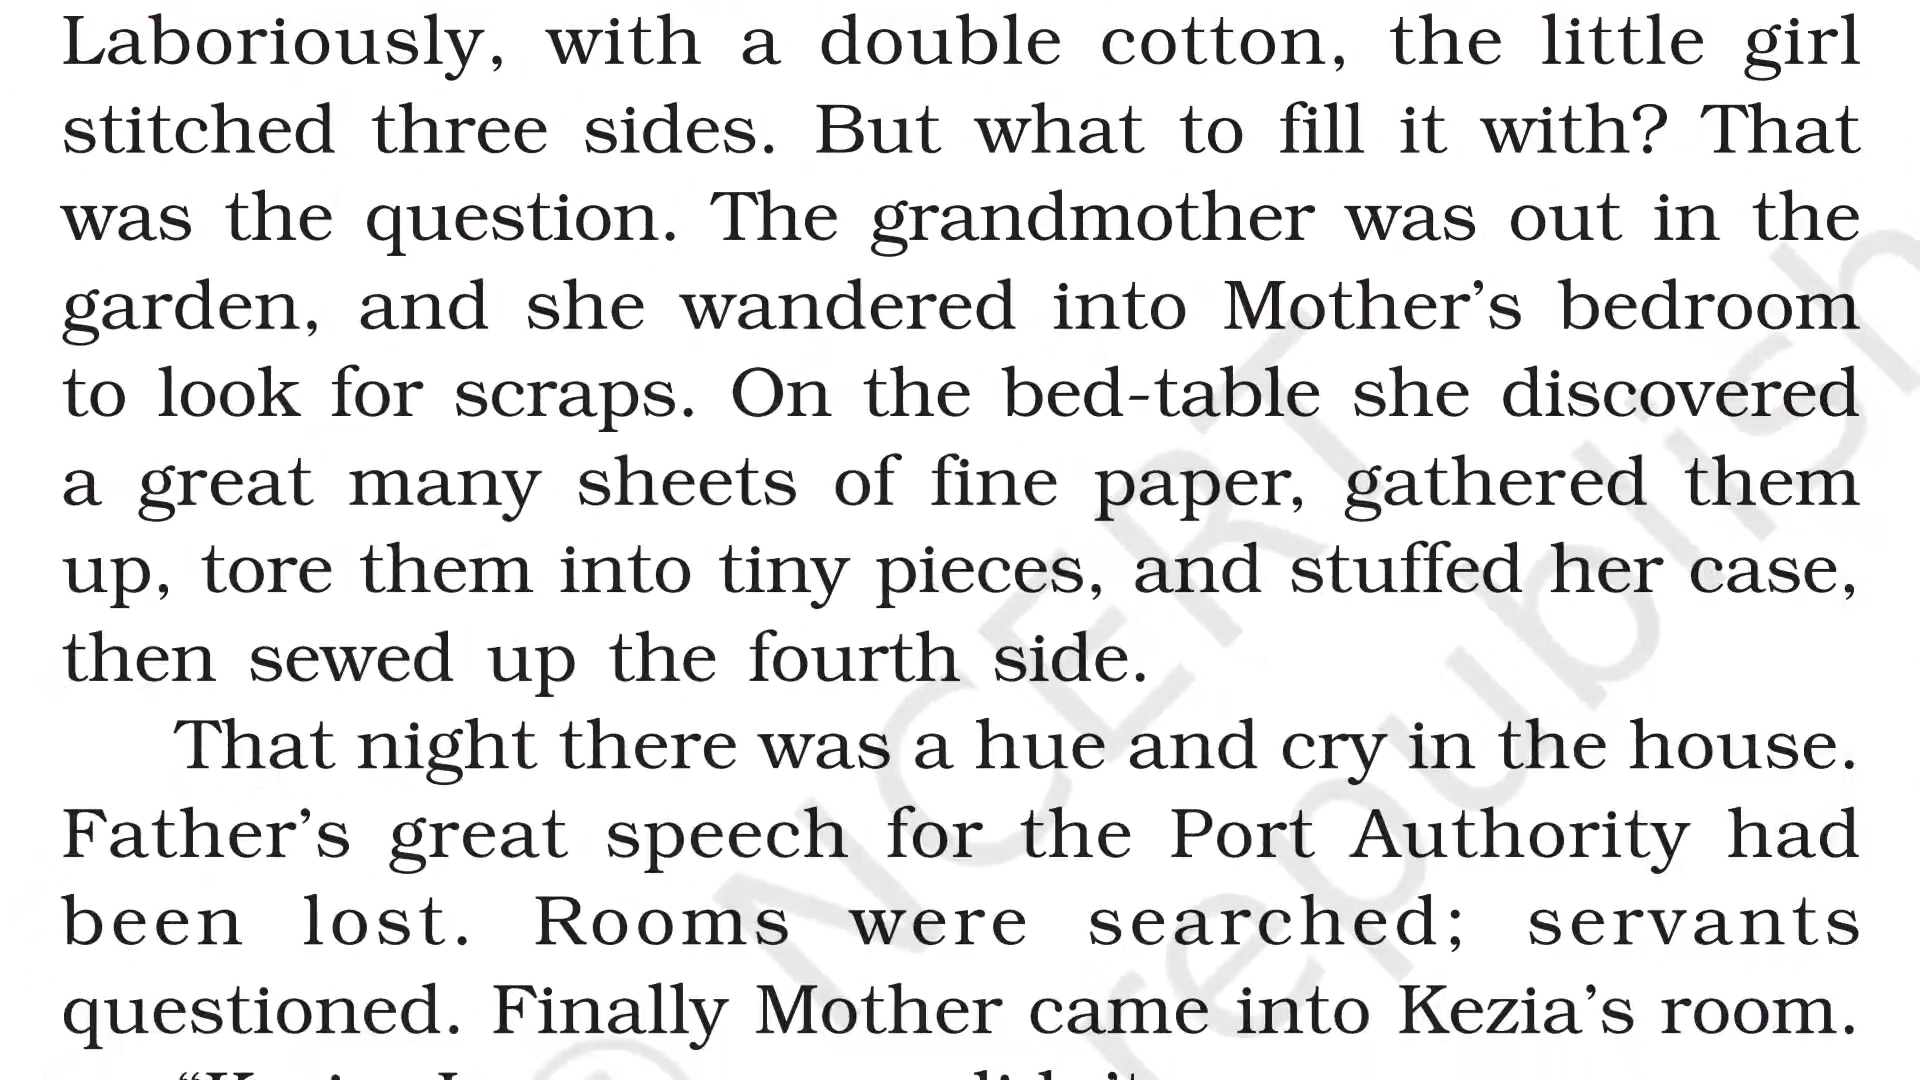 Laboriously, with a double cotton, the little girl
stitched three sides. But what to fill it with? That
was the question. The grandmother was out in the
garden, and she wandered into Mother’s bedroom
to look for scraps. On the bed-table she discovered
a great many sheets of fine paper, gathered them
up, tore them into tiny pieces, and stuffed her case,
then sewed up the fourth side.
That night there was a hue and cry in the house.
Father’s great speech for the Port Authority had
been lost. Rooms were searched; servants
questioned. Finally Mother came into Kezia’s room.
© NCERT
republish